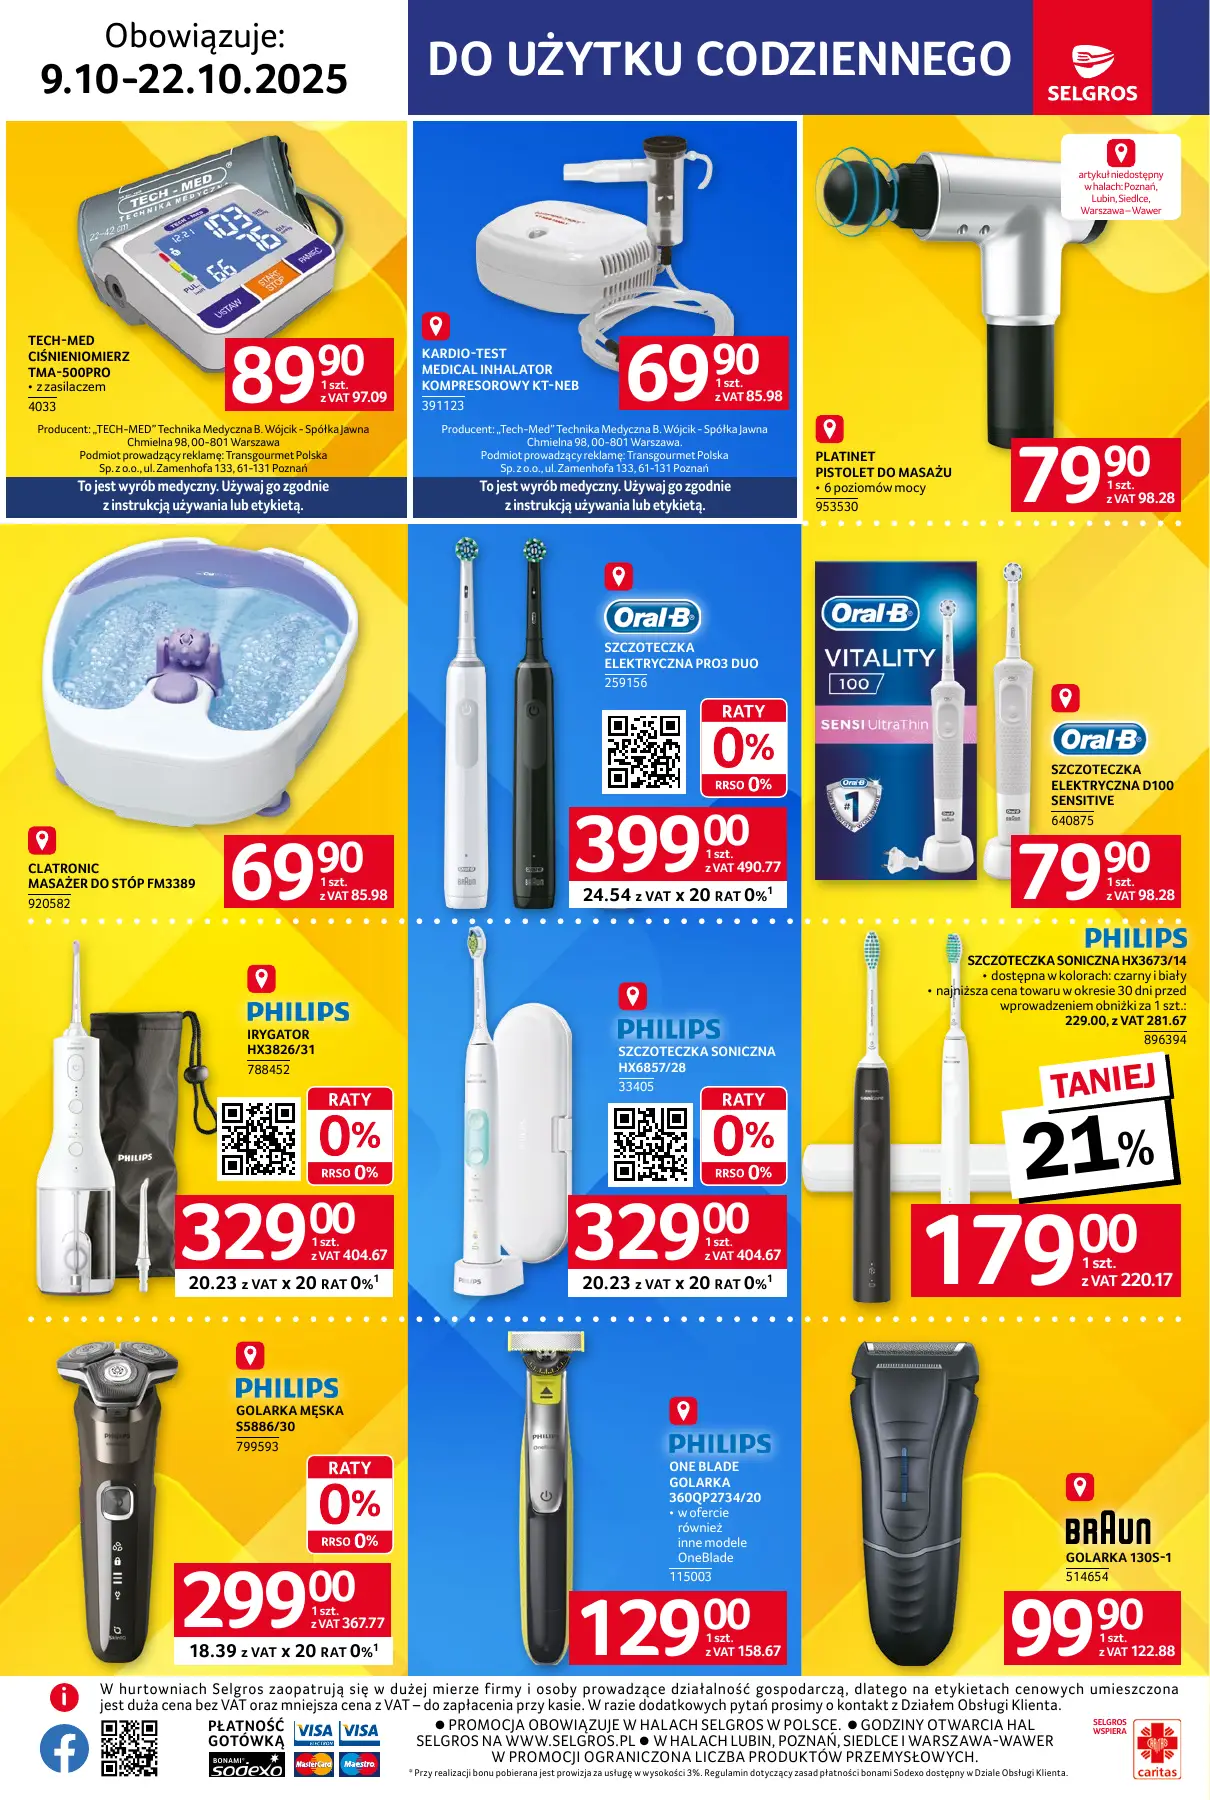 Obowiązuje:
9.10-22.10.2025
DO UŻYTKU CODZIENNEGO
SELGROS
TECH-MED
CIŚNIENIOMIERZ
TMA-500PRO
• z zasilaczem
4033
89 90
1 szt.
z VAT 97.09
Producent: „TECH-MED” Technika Medyczna B. Wójcik – Spółka Jawna
Chmielna 98, 00-801 Warszawa
Podmiot prowadzący reklamę: Transgourmet Polska
Sp. z o.o., ul. Zamenhofa 133, 61-131 Poznań
To jest wyrób medyczny. Używaj go zgodnie
z instrukcją używania lub etykietą.
KARDIO-TEST
MEDICAL INHALATOR
KOMPRESOROWY KT-NEB
391123
69 90
1 szt.
z VAT 85.98
Producent: „Tech-Med” Technika Medyczna B. Wójcik – Spółka Jawna
Chmielna 98, 00-801 Warszawa.
Podmiot prowadzący reklamę: Transgourmet Polska
Sp. z o.o., ul. Zamenhofa 133, 61-131 Poznań
To jest wyrób medyczny. Używaj go zgodnie
z instrukcją używania lub etykietą.
artykuł niedostępny
w halach: Poznań,
Lubin, Siedlce,
Warszawa – Wawer
PLATINET
PISTOLET DO MASAŻU
• 6 poziomów mocy
953530
79 90
1 szt.
z VAT 98.28
CLATRONIC
MASAŻER DO STÓP FM3389
920582
69 90
1 szt.
z VAT 85.98
Oral-B
SZCZOTECZKA
ELEKTRYCZNA PRO3 DUO
259156
RATY
0%
RRSO 0%
399 00
1 szt.
z VAT 490.77
24.54 z VAT x 20 RAT 0%¹
Oral-B
VITALITY
100
SENSI UltraThin
Oral-B
SZCZOTECZKA
ELEKTRYCZNA D100
SENSITIVE
640875
79 90
1 szt.
z VAT 98.28
PHILIPS
IRYGATOR
HX3826/31
788452
RATY
0%
RRSO 0%
329 00
1 szt.
z VAT 404.67
20.23 z VAT x 20 RAT 0%¹
PHILIPS
SZCZOTECZKA SONICZNA
HX6857/28
33405
RATY
0%
RRSO 0%
329 00
1 szt.
z VAT 404.67
20.23 z VAT x 20 RAT 0%¹
PHILIPS
SZCZOTECZKA SONICZNA HX3673/14
• dostępna w kolorach: czarny i biały
• najniższa cena towaru w okresie 30 dni przed
wprowadzeniem obniżki za 1 szt.:
229.00, z VAT 281.67
896394
TANIEJ
21%
179 00
1 szt.
z VAT 220.17
PHILIPS
GOLARKA MĘSKA
S5886/30
799593
RATY
0%
RRSO 0%
299 00
1 szt.
z VAT 367.77
18.39 z VAT x 20 RAT 0%¹
PHILIPS
ONE BLADE
GOLARKA
360QP2734/20
• w ofercie
również
inne modele
OneBlade
115003
129 00
1 szt.
z VAT 158.67
BRAUN
GOLARKA 130S-1
514654
99 90
1 szt.
z VAT 122.88
W hurtowniach Selgros zaopatrują się w dużej mierze firmy i osoby prowadzące działalność gospodarczą, dlatego na etykietach cenowych umieszczona
jest duża cena bez VAT oraz mniejsza cena z VAT – do zapłacenia przy kasie. W razie dodatkowych pytań prosimy o kontakt z Działem Obsługi Klienta.
PŁATNOŚĆ
GOTÓWKĄ
VISA
ELECTRON
VISA
BONAMI*
sodexo
MasterCard
Maestro
● PROMOCJA OBOWIĄZUJE W HALACH SELGROS W POLSCE. ● GODZINY OTWARCIA HAL
SELGROS NA WWW.SELGROS.PL ● W HALACH LUBIN, POZNAŃ, SIEDLCE I WARSZAWA-WAWER
W PROMOCJI OGRANICZONA LICZBA PRODUKTÓW PRZEMYSŁOWYCH.
* Przy realizacji bonu pobierana jest prowizja za usługę w wysokości 3%. Regulamin dotyczący zasad płatności bonami Sodexo dostępny w Dziale Obsługi Klienta.
SELGROS
WSPIERA
caritas